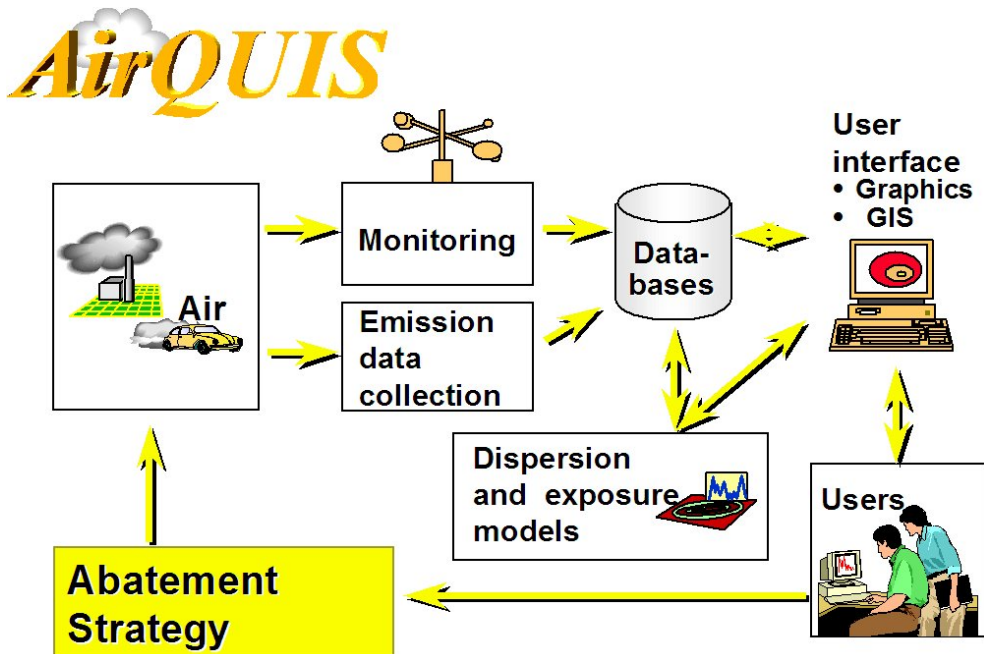 AirQUIS
User
interface
• Graphics
• GIS
Monitoring
Data-
bases
Air
Emission
data
collection
Dispersion
and exposure
models
Users
Abatement
Strategy